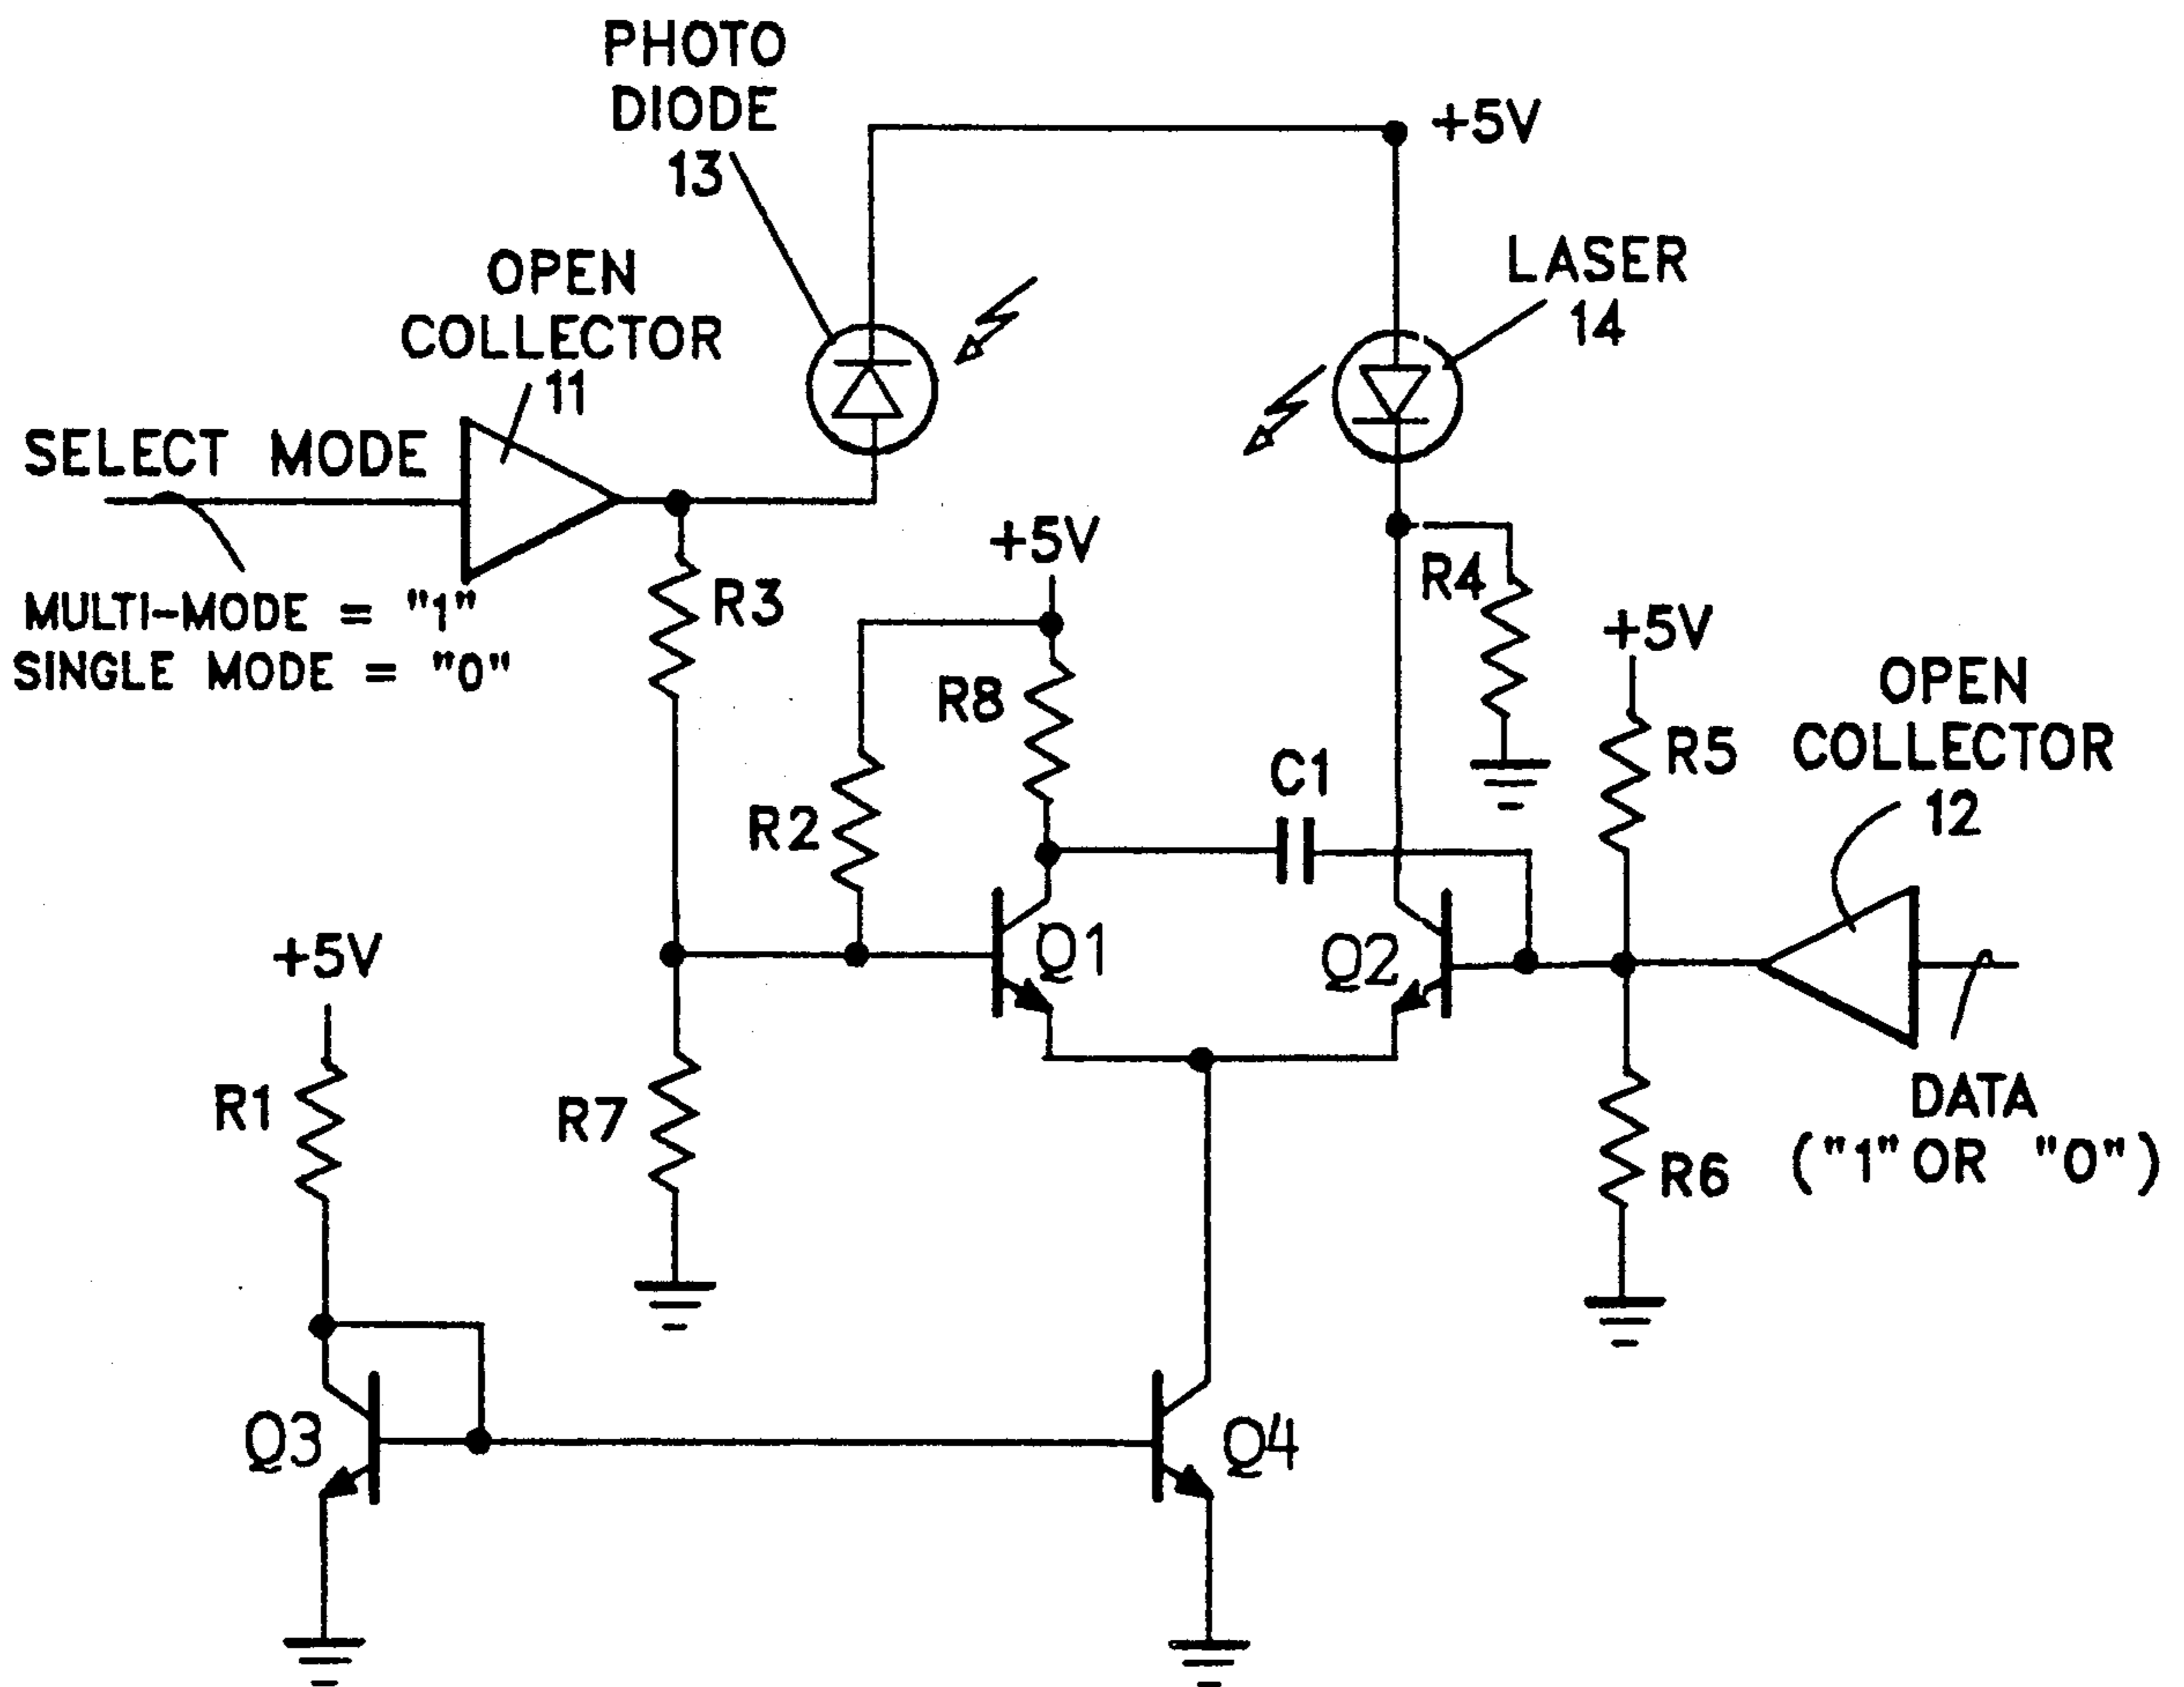 PHOTO
DIODE
13
+5V
LASER
14
OPEN
COLLECTOR
11
SELECT MODE
MULTI-MODE = "1"
SINGLE MODE = "0"
R3
+5V
R8
R4
+5V
R5
OPEN
COLLECTOR
12
R2
C1
Q1
Q2
+5V
R1
R7
R6
DATA
("1" OR "0")
Q3
Q4